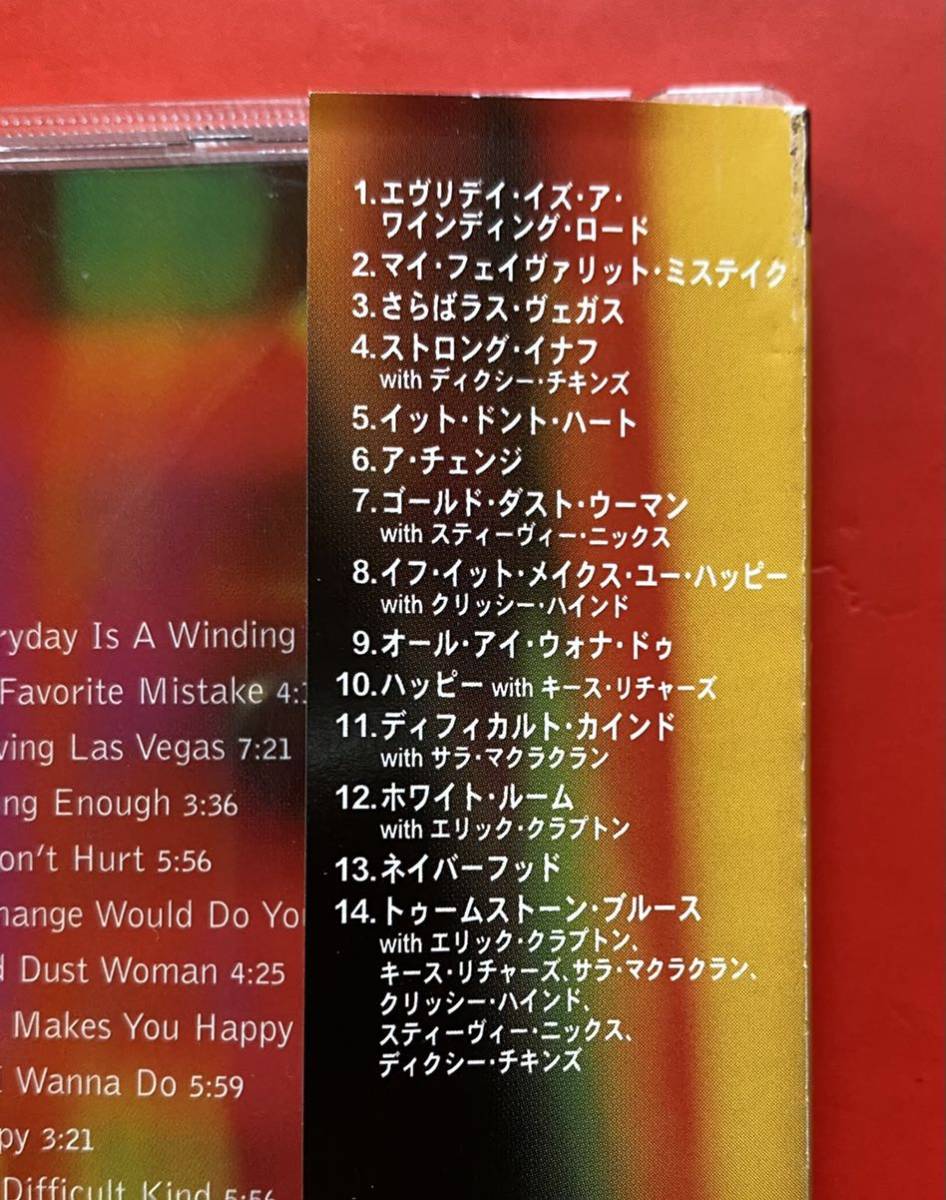 1.エヴリデイ・イズ・ア・
ワインディング・ロード
2.マイ・フェイヴァリット・ミステイク
3.さらばラス・ヴェガス
4.ストロング・イナフ
with ディクシー・チキンズ
5.イット・ドント・ハート
6.ア・チェンジ
7.ゴールド・ダスト・ウーマン
with スティーヴィー・ニックス
8.イフ・イット・メイクス・ユー・ハッピー
with クリッシー・ハインド
9.オール・アイ・ウォナ・ドゥ
10.ハッピー with キース・リチャーズ
11.ディフィカルト・カインド
with サラ・マクラクラン
12.ホワイト・ルーム
with エリック・クラプトン
13.ネイバーフッド
14.トゥームストーン・ブルース
with エリック・クラプトン、
キース・リチャーズ、サラ・マクラクラン、
クリッシー・ハインド、
スティーヴィー・ニックス、
ディクシー・チキンズ
ryday Is A Winding
Favorite Mistake
ving Las Vegas 7:21
ng Enough 3:36
on't Hurt 5:56
hange Would Do
Dust Woman 4:25
Makes You Happy
Wanna Do 5:59
py 3:21
Difficult Kind 5:56